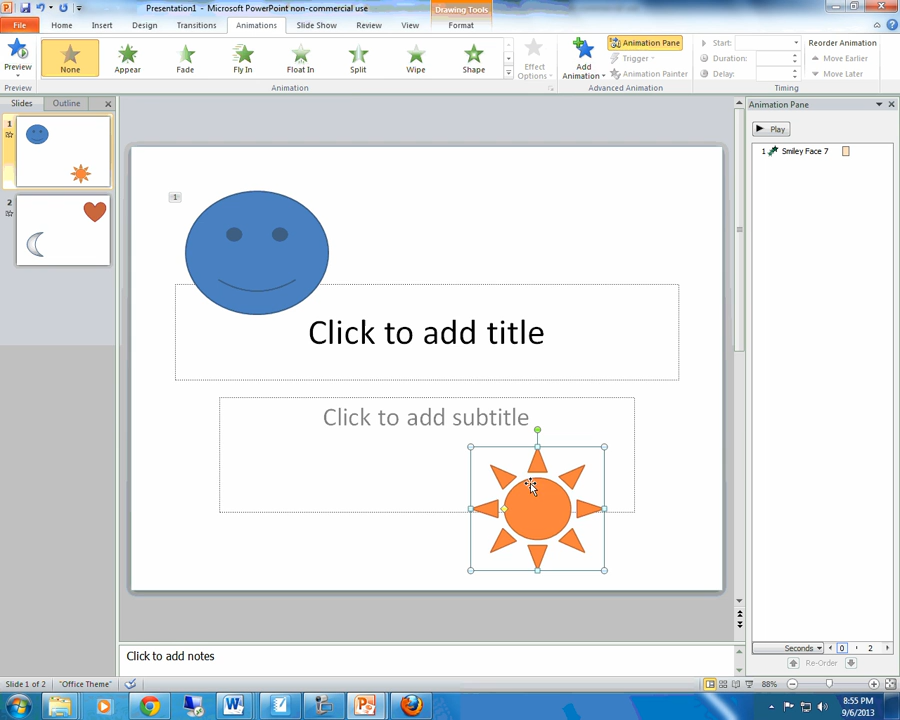 Presentation1 - Microsoft PowerPoint non-commercial use
Drawing Tools
File Home Insert Design Transitions Animations Slide Show Review View Format
Preview
None Appear Fade Fly In Float In Split Wipe Shape
Effect Options
Add Animation
Animation Pane
Trigger
Animation Painter
Start:
Duration:
Delay:
Reorder Animation
Move Earlier
Move Later
Preview Animation Advanced Animation Timing
Slides Outline
Animation Pane
1
2
Play
1 Smiley Face 7
1
Click to add title
Click to add subtitle
Click to add notes
Seconds 0 2
Re-Order
Slide 1 of 2 "Office Theme" 88%
8:55 PM
9/6/2013